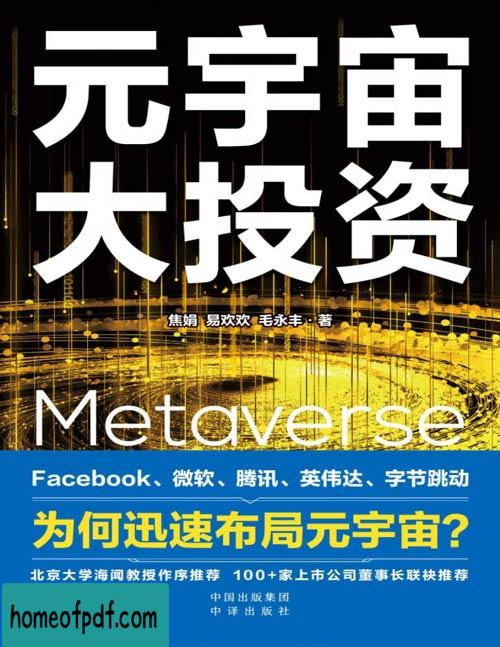 元宇宙
大投资
焦娟 易欢欢 毛永丰·著
Metaverse
Facebook、微软、腾讯、英伟达、字节跳动
为何迅速布局元宇宙?
北京大学海闻教授作序推荐 100+家上市公司董事长联袂推荐
中国出版集团
中译出版社
homeofpdf.com